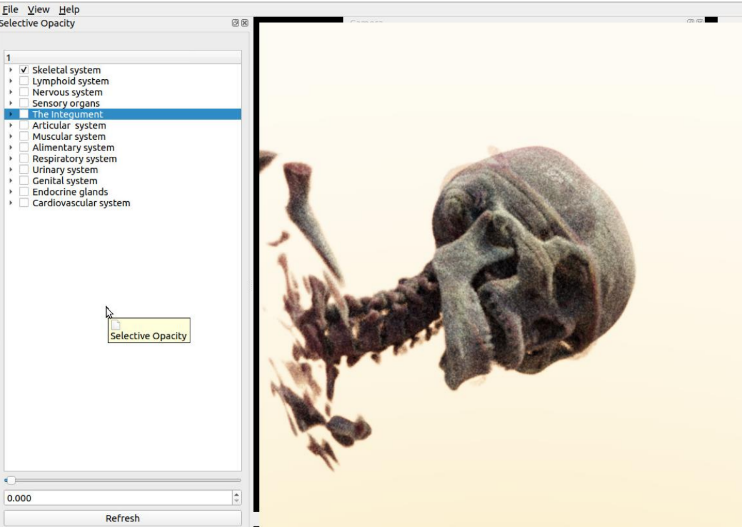 File View Help
Selective Opacity
Camera
1
Skeletal system
Lymphoid system
Nervous system
Sensory organs
The Integument
Articular system
Muscular system
Alimentary system
Respiratory system
Urinary system
Genital system
Endocrine glands
Cardiovascular system
Selective Opacity
0.000
Refresh